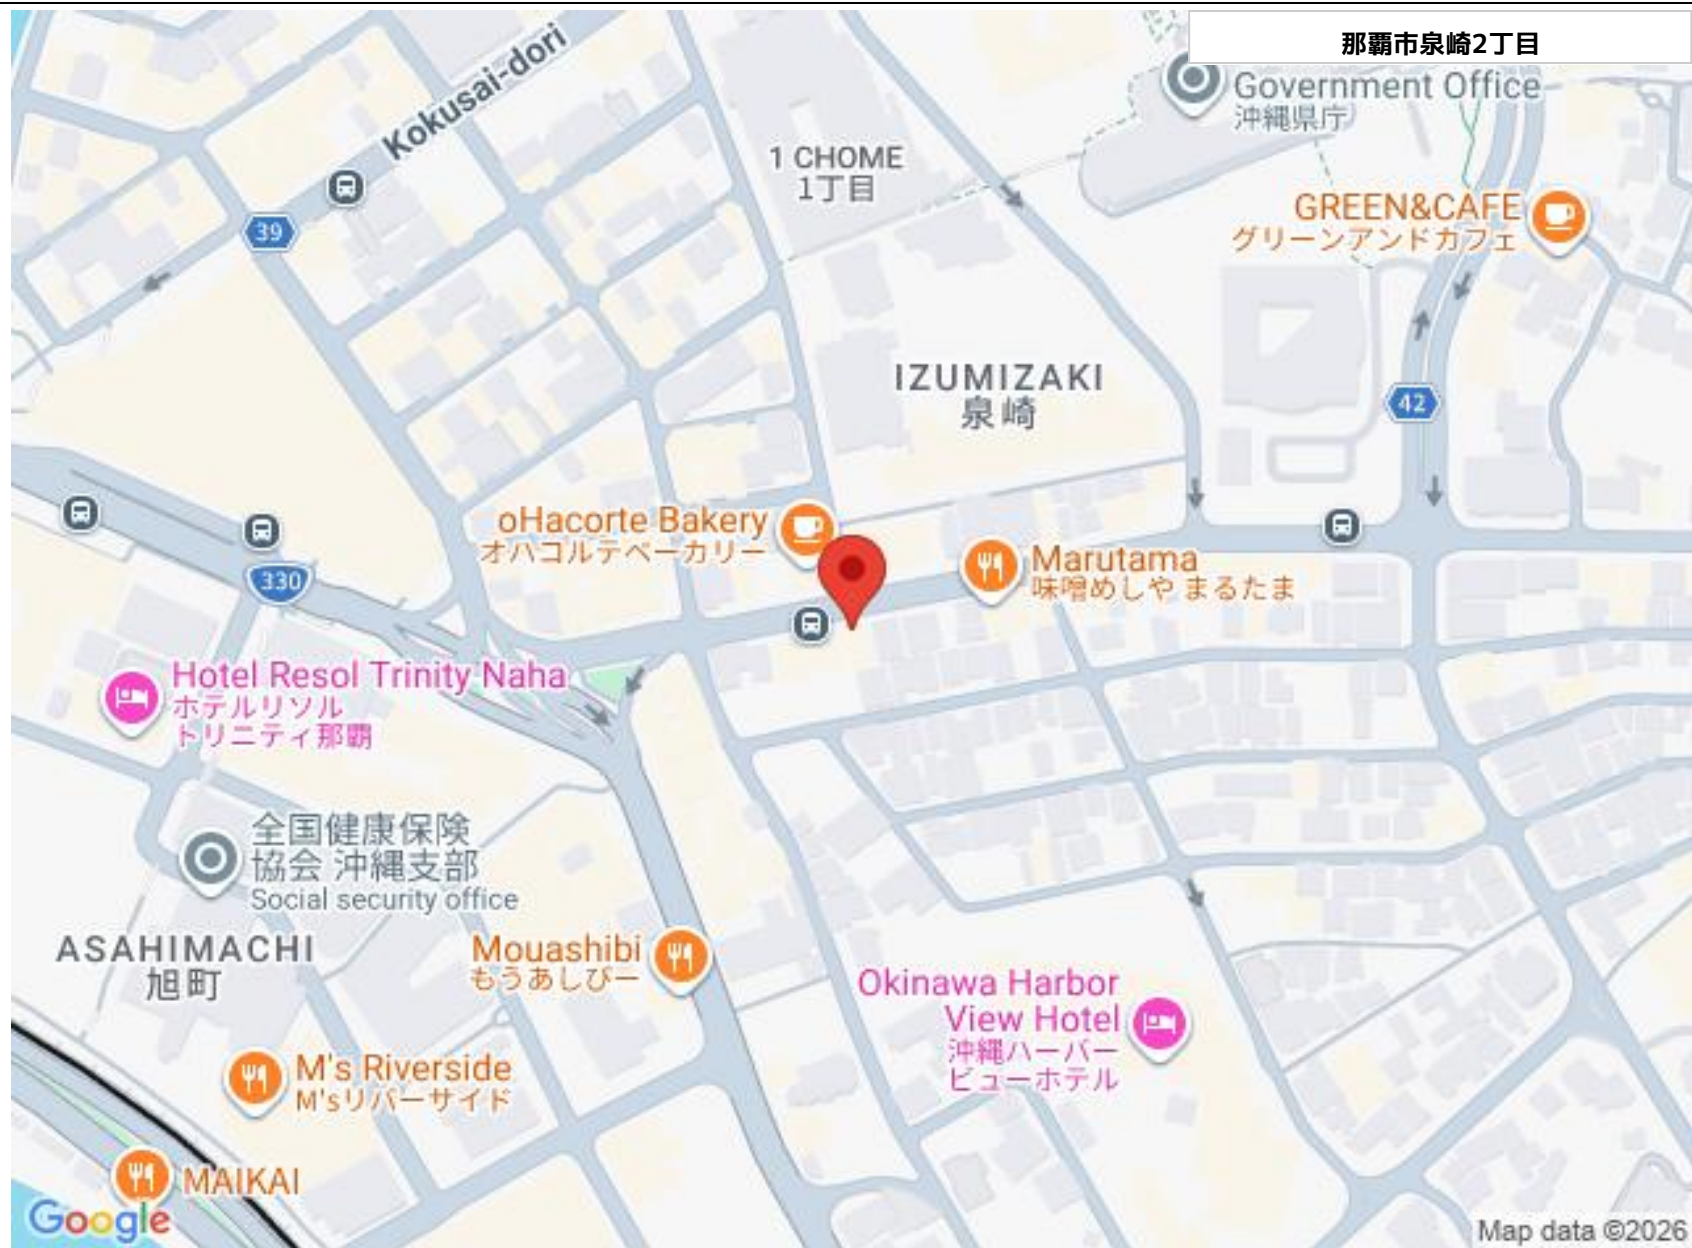 那覇市泉崎2丁目
Kokusai-dori
Government Office
沖縄県庁
1 CHOME
1丁目
GREEN&CAFE
グリーンアンドカフェ
39
IZUMIZAKI
泉崎
42
oHacorte Bakery
オハコルテベーカリー
Marutama
味噌めしや まるたま
330
Hotel Resol Trinity Naha
ホテルリソル
トリニティ那覇
全国健康保険
協会 沖縄支部
Social security office
ASAHIMACHI
旭町
Mouashibi
もうあしびー
Okinawa Harbor
View Hotel
沖縄ハーバー
ビューホテル
M's Riverside
M'sリバーサイド
MAIKAI
Google
Map data ©2026